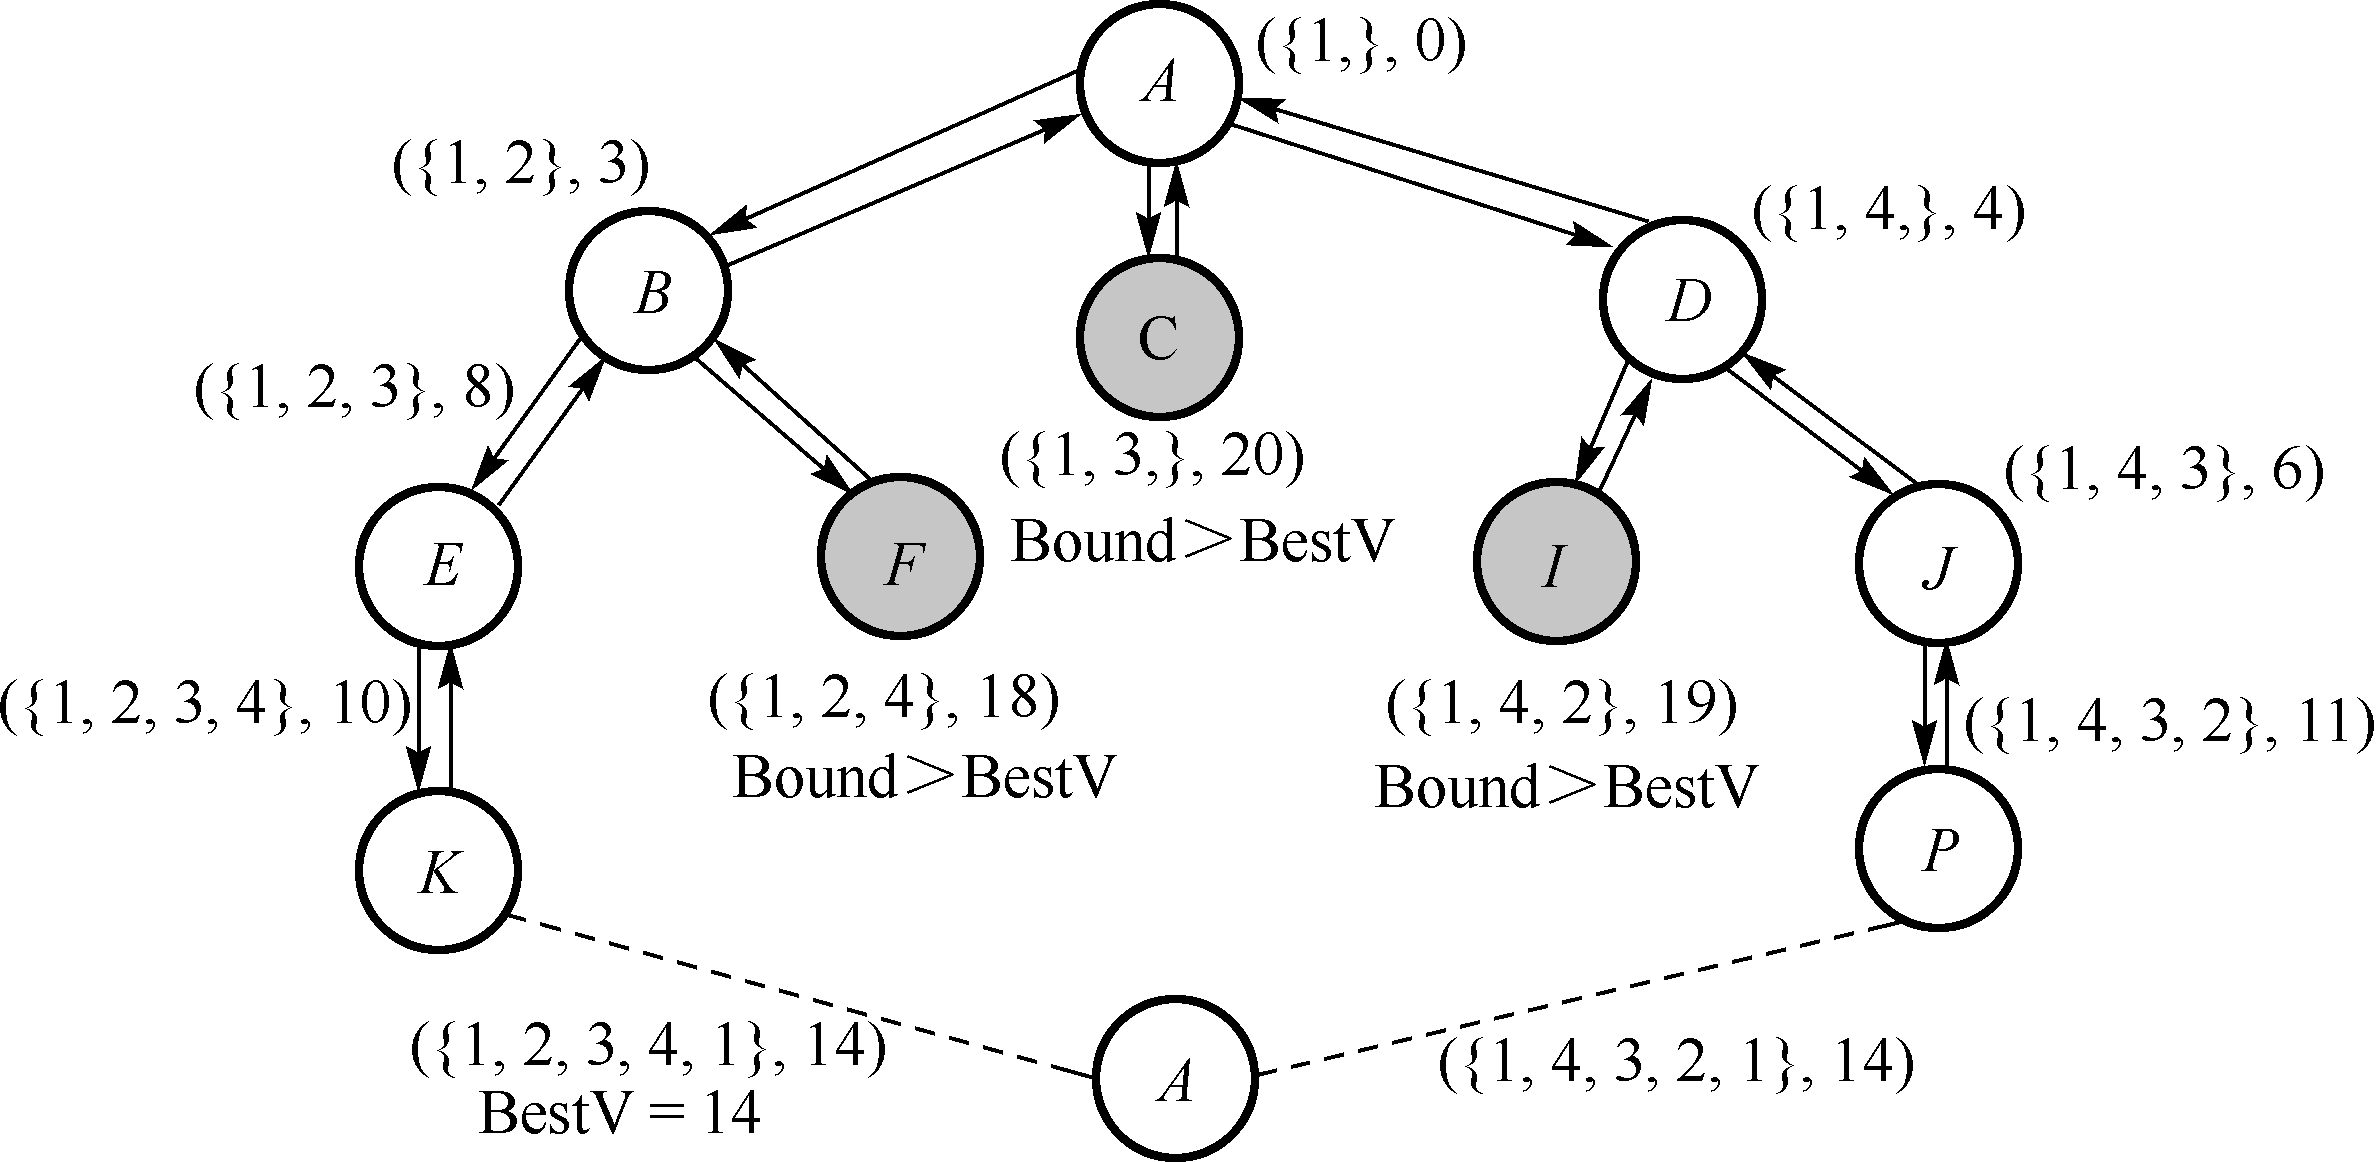 A
({1,}, 0)
({1, 2}, 3)
B
C
({1, 3,}, 20)
Bound＞BestV
({1, 4,}, 4)
D
({1, 2, 3}, 8)
E
F
({1, 2, 4}, 18)
Bound＞BestV
I
({1, 4, 2}, 19)
Bound＞BestV
({1, 4, 3}, 6)
J
({1, 2, 3, 4}, 10)
K
({1, 4, 3, 2}, 11)
P
({1, 2, 3, 4, 1}, 14)
BestV = 14
A
({1, 4, 3, 2, 1}, 14)